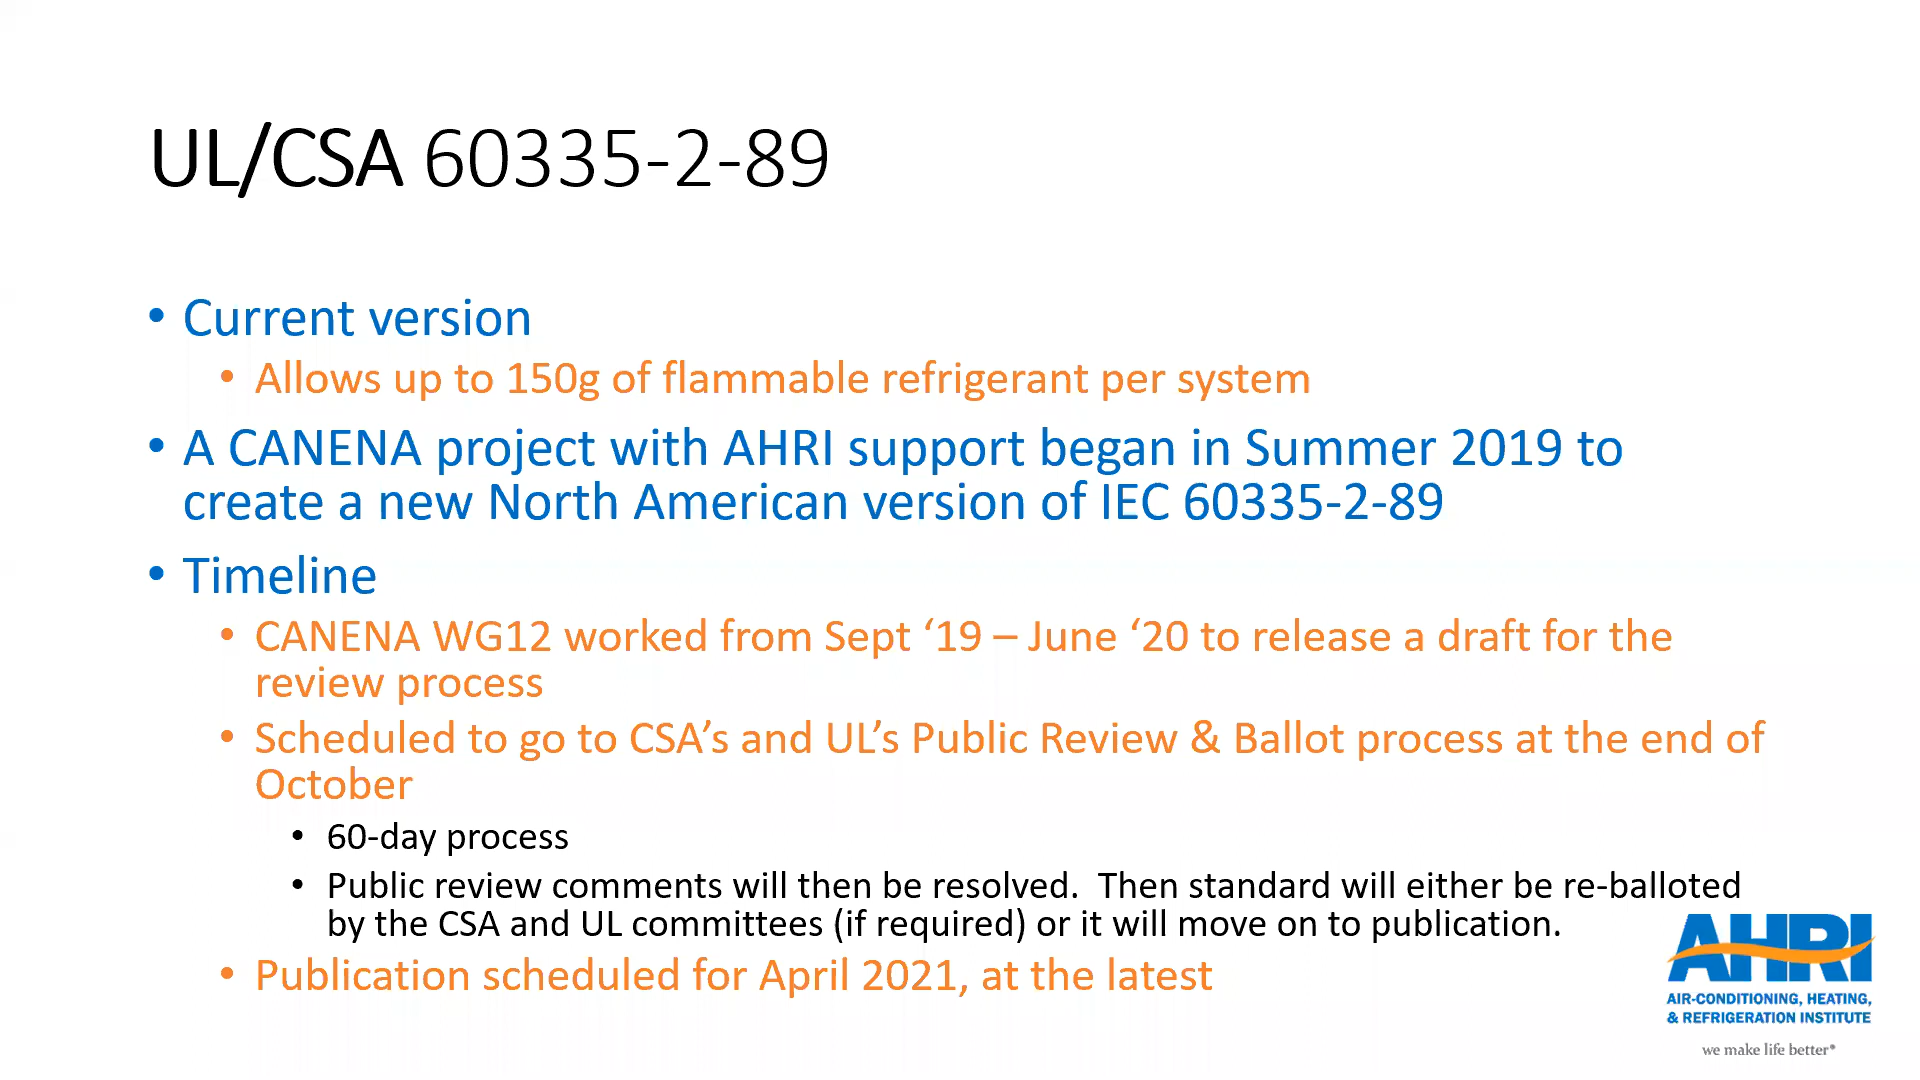 UL/CSA 60335-2-89
• Current version
• Allows up to 150g of flammable refrigerant per system
• A CANENA project with AHRI support began in Summer 2019 to
create a new North American version of IEC 60335-2-89
• Timeline
• CANENA WG12 worked from Sept ‘19 – June ‘20 to release a draft for the
review process
• Scheduled to go to CSA’s and UL’s Public Review & Ballot process at the end of
October
• 60-day process
• Public review comments will then be resolved.  Then standard will either be re-balloted
by the CSA and UL committees (if required) or it will move on to publication.
• Publication scheduled for April 2021, at the latest
AHRI
AIR-CONDITIONING, HEATING,
& REFRIGERATION INSTITUTE
we make life better®